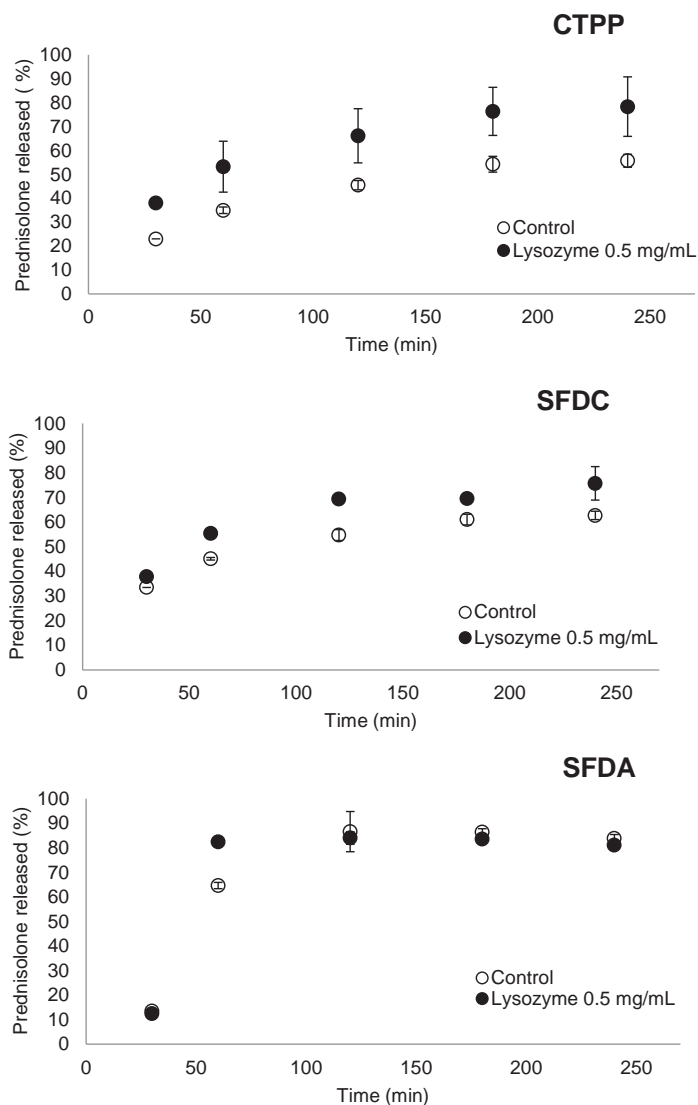 CTPP
Prednisolone released ( %)
100
90
80
70
60
50
40
30
20
10
0
Control
Lysozyme 0.5 mg/mL
0 50 100 150 200 250
Time (min)
SFDC
Prednisolone released (%)
100
90
80
70
60
50
40
30
20
10
0
Control
Lysozyme 0.5 mg/mL
0 50 100 150 200 250
Time (min)
SFDA
Prednisolone released (%)
100
90
80
70
60
50
40
30
20
10
0
Control
Lysozyme 0.5 mg/mL
0 50 100 150 200 250
Time (min)